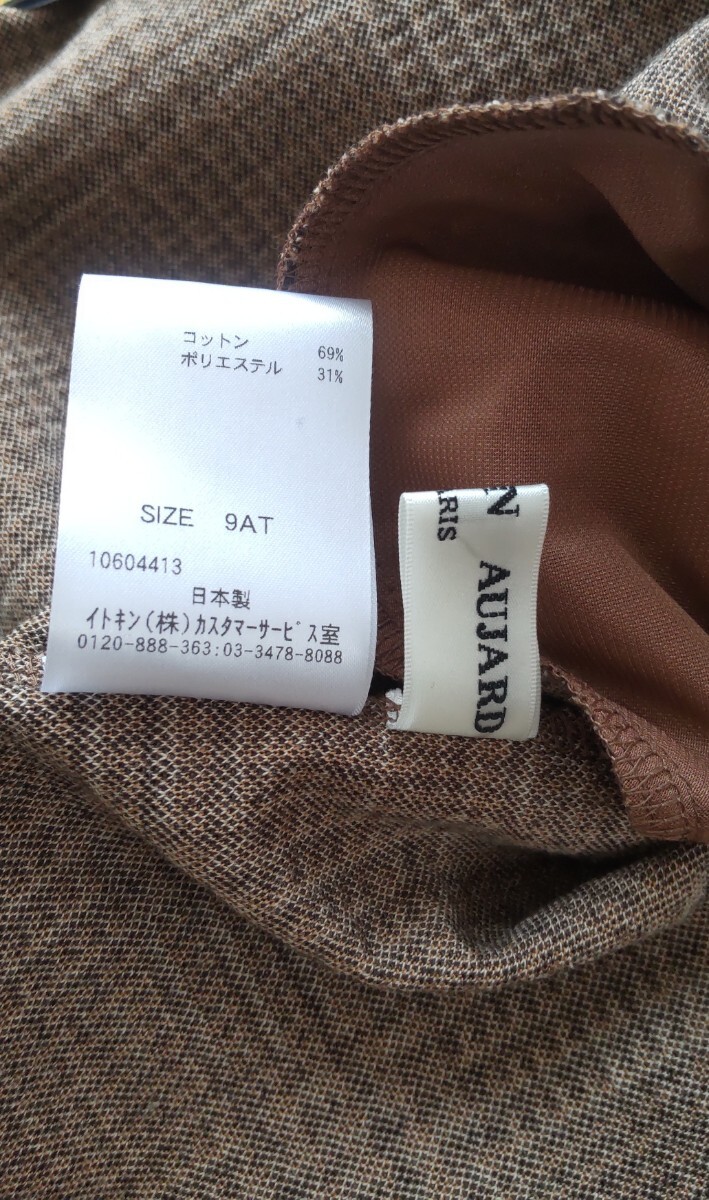 コットン 69%
ポリエステル 31%
SIZE 9AT
10604413
日本製
イトキン(株)カスタマーサービス室
0120-888-363:03-3478-8088
N AUJARD
ARIS